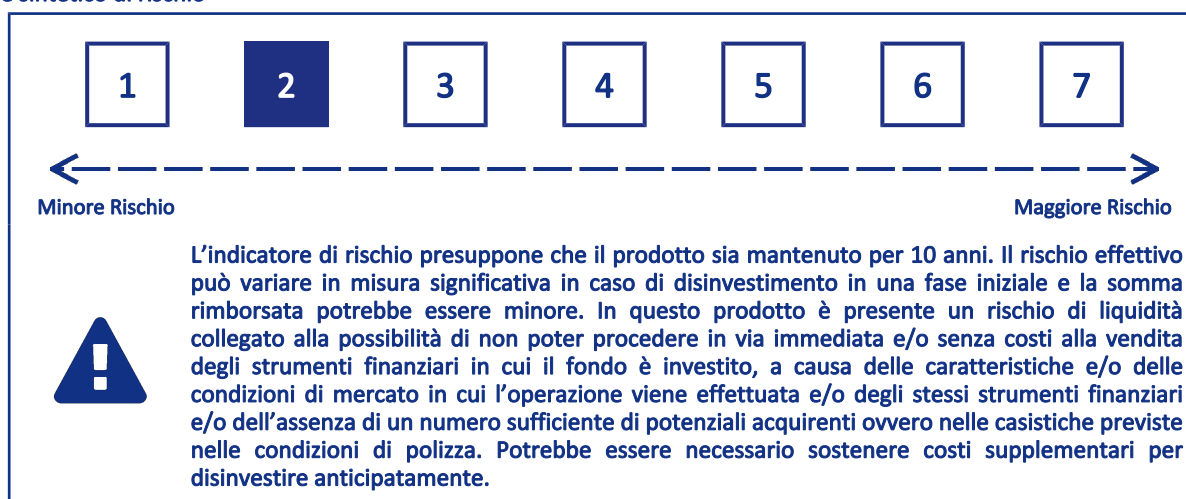 sintetico di rischio
1 2 3 4 5 6 7
Minore Rischio Maggiore Rischio
L'indicatore di rischio presuppone che il prodotto sia mantenuto per 10 anni. Il rischio effettivo
può variare in misura significativa in caso di disinvestimento in una fase iniziale e la somma
rimborsata potrebbe essere minore. In questo prodotto è presente un rischio di liquidità
collegato alla possibilità di non poter procedere in via immediata e/o senza costi alla vendita
degli strumenti finanziari in cui il fondo è investito, a causa delle caratteristiche e/o delle
condizioni di mercato in cui l'operazione viene effettuata e/o degli stessi strumenti finanziari
e/o dell'assenza di un numero sufficiente di potenziali acquirenti ovvero nelle casistiche previste
nelle condizioni di polizza. Potrebbe essere necessario sostenere costi supplementari per
disinvestire anticipatamente.